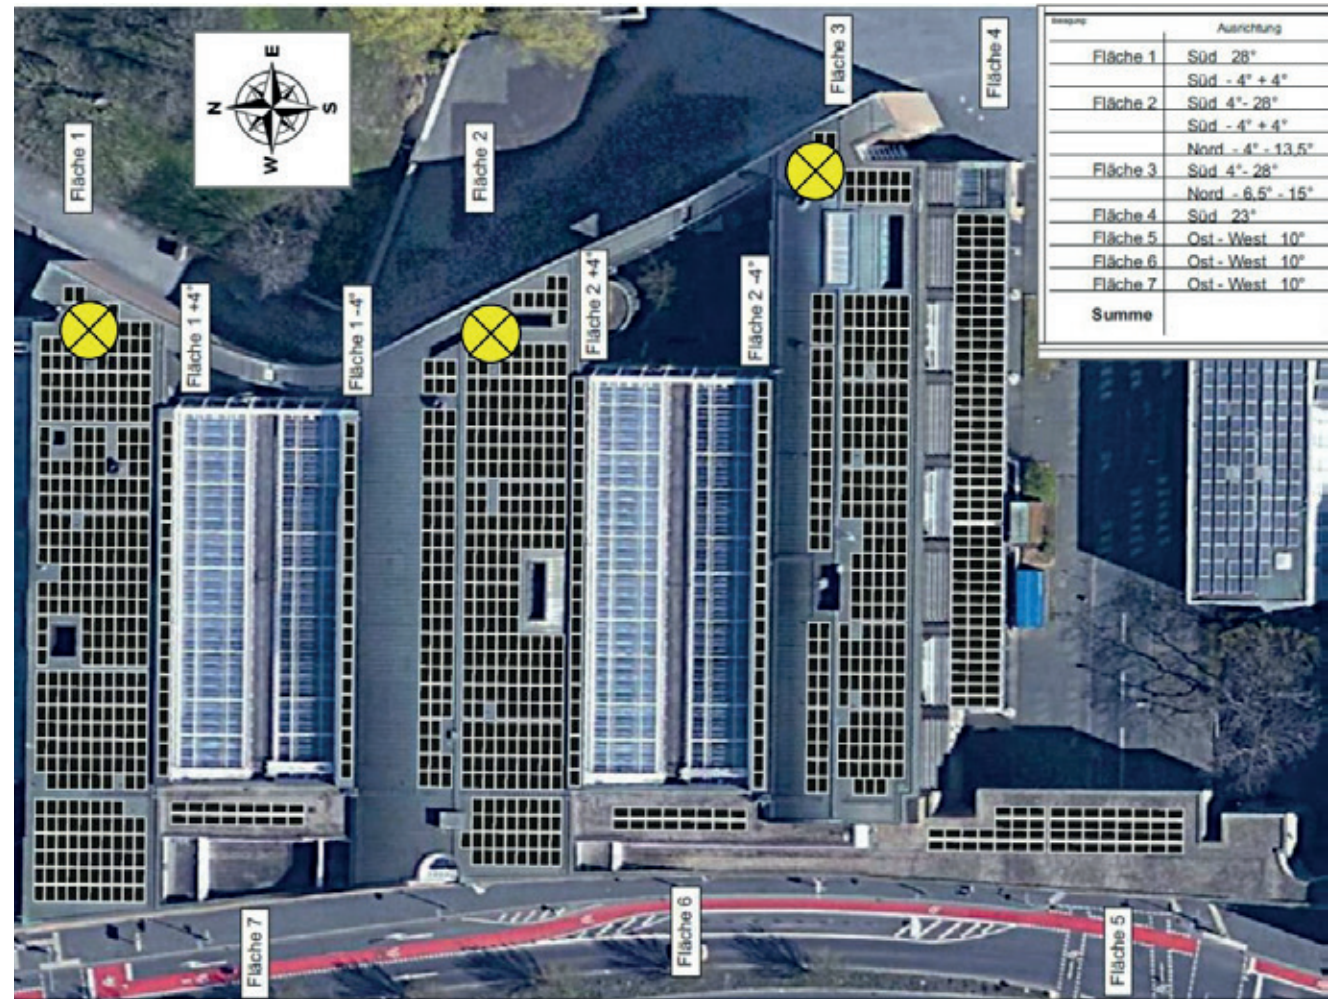 Fläche 1
Fläche 2
Fläche 3
Fläche 4
N
E
S
W
Ausrichtung
Fläche 1 Süd 28°
Süd - 4° + 4°
Fläche 2 Süd 4°- 28°
Süd - 4° + 4°
Nord - 4° - 13,5°
Fläche 3 Süd 4°- 28°
Nord - 6,5° - 15°
Fläche 4 Süd 23°
Fläche 5 Ost - West 10°
Fläche 6 Ost - West 10°
Fläche 7 Ost - West 10°
Summe
Fläche 1 +4°
Fläche 1 -4°
Fläche 2 +4°
Fläche 2 -4°
Fläche 7
Fläche 6
Fläche 5